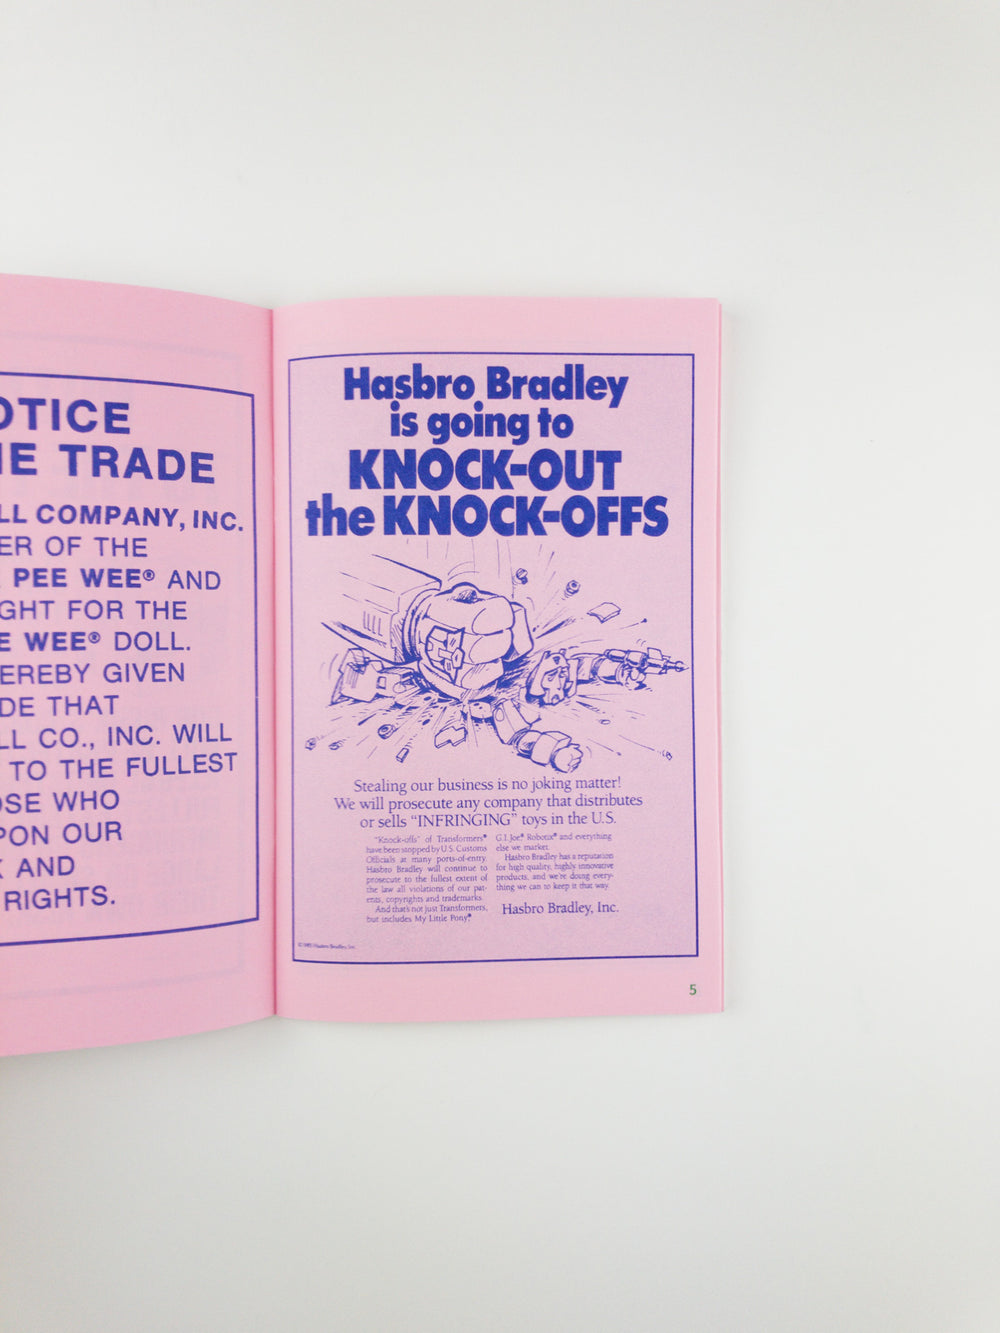 OTICE
E TRADE
LL COMPANY, INC.
ER OF THE
PEE WEE® AND
GHT FOR THE
E WEE® DOLL.
EREBY GIVEN
DE THAT
LL CO., INC. WILL
TO THE FULLEST
OSE WHO
PON OUR
AND
RIGHTS.
Hasbro Bradley
is going to
KNOCK-OUT
the KNOCK-OFFS
Stealing our business is no joking matter!
We will prosecute any company that distributes
or sells “INFRINGING” toys in the U.S.
“Knock-offs” of Transformers®
have been stopped by U.S. Customs
Officials at many ports-of-entry.
Hasbro Bradley will continue to
prosecute to the fullest extent of
the law all violations of our pat-
ents, copyrights and trademarks.
And that's not just Transformers,
but includes My Little Pony®,
G.I. Joe® Robotix® and everything
else we market.
Hasbro Bradley has a reputation
for high quality, highly innovative
products, and we're doing every-
thing we can to keep it that way.
Hasbro Bradley, Inc.
©1985 Hasbro Bradley, Inc.
5